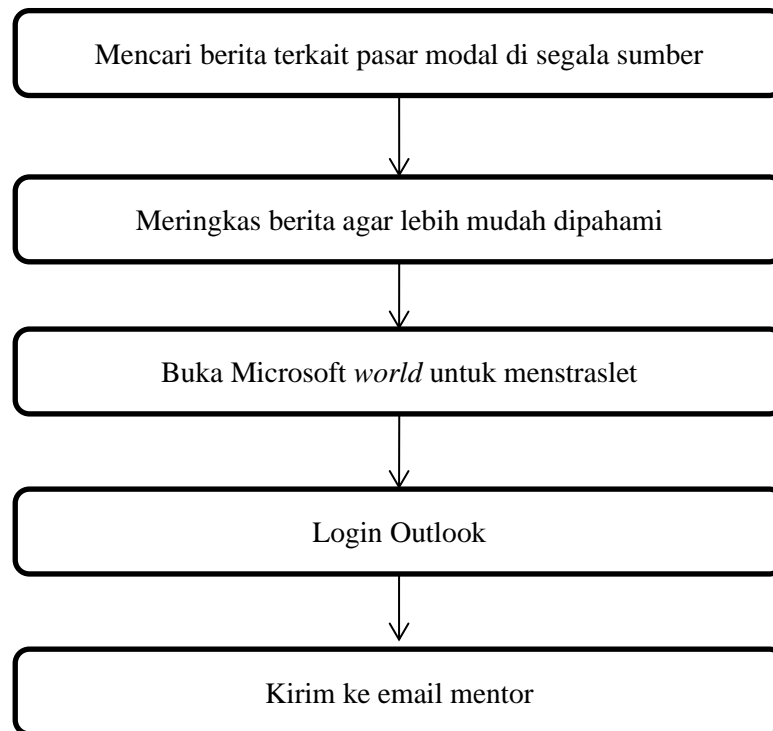 Mencari berita terkait pasar modal di segala sumber
Meringkas berita agar lebih mudah dipahami
Buka Microsoft world untuk menstraslet
Login Outlook
Kirim ke email mentor